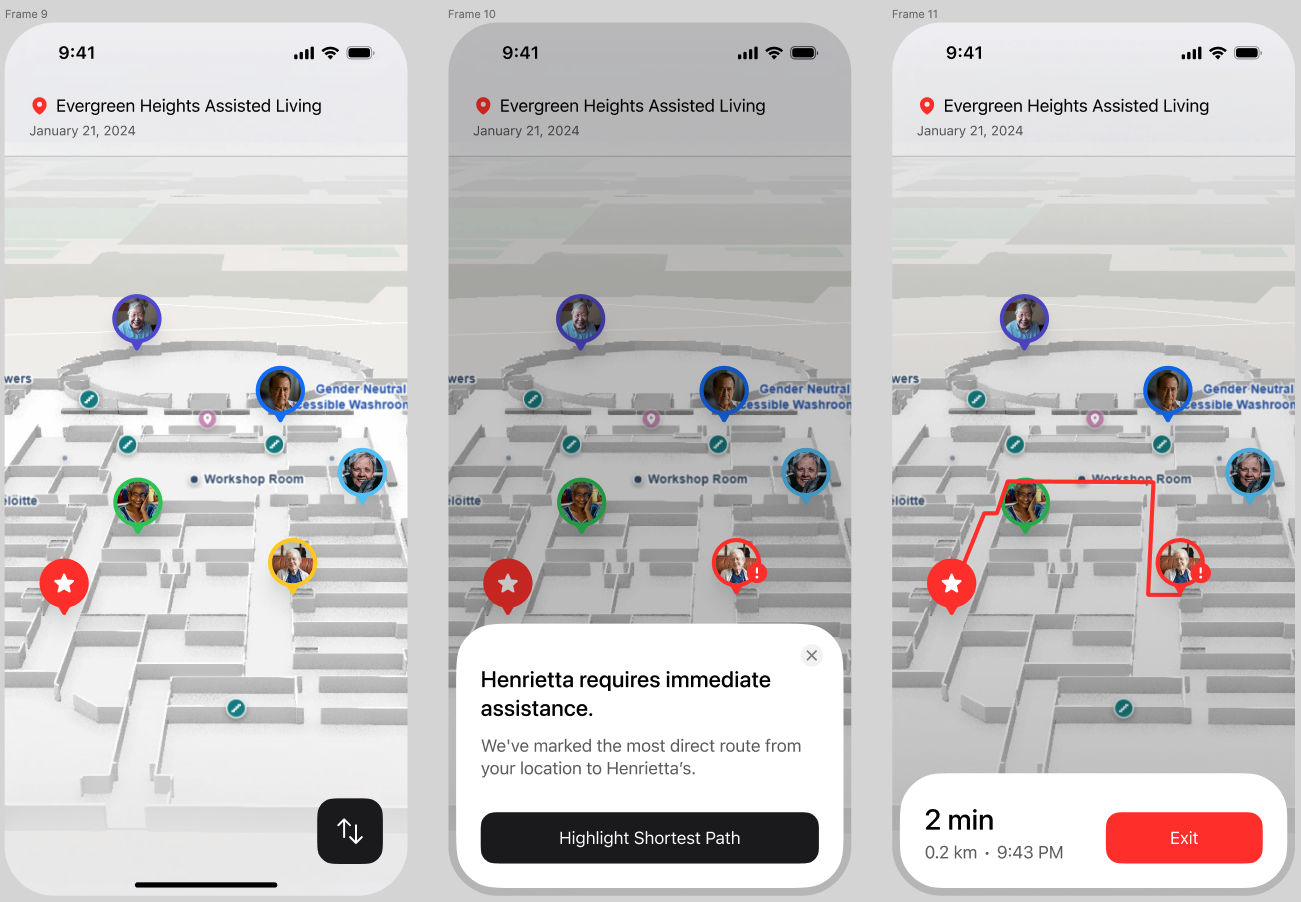 Frame 9
9:41
Evergreen Heights Assisted Living
January 21, 2024
wers
Gender Neutral
cessible Washroom
Workshop Room
eloitte
Frame 10
9:41
Evergreen Heights Assisted Living
January 21, 2024
wers
Gender Neutral
cessible Washroom
Workshop Room
eloitte
!
Henrietta requires immediate
assistance.
We've marked the most direct route from
your location to Henrietta’s.
Highlight Shortest Path
Frame 11
9:41
Evergreen Heights Assisted Living
January 21, 2024
wers
Gender Neutral
cessible Washroom
Workshop Room
eloitte
!
2 min
0.2 km · 9:43 PM
Exit